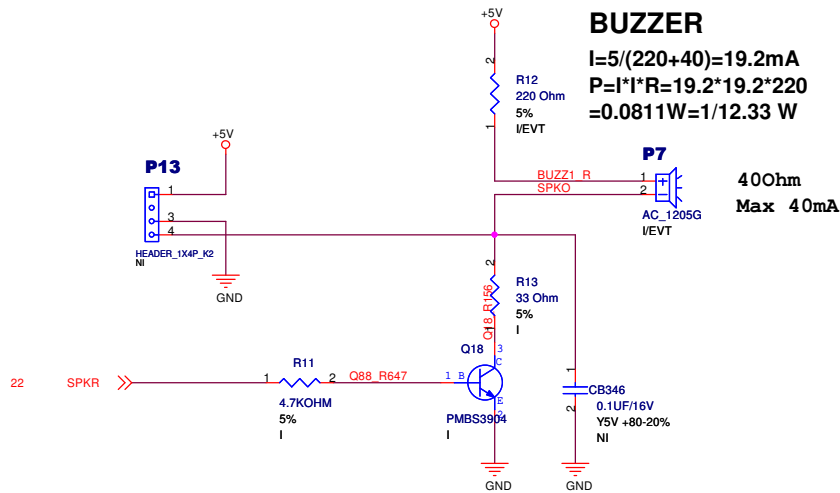 +5V
BUZZER
I=5/(220+40)=19.2mA
P=I*I*R=19.2*19.2*220
=0.0811W=1/12.33 W
2
R12
220 Ohm
5%
I/EVT
1
+5V
P13
1
3
4
HEADER_1X4P_K2
NI
GND
P7
BUZZ1_R
1
+
SPKO
2
−
AC_1205G
I/EVT
40Ohm
Max 40mA
2
R13
33 Ohm
5%
I
Q18_R156
1
Q18
3
C
22
SPKR
1
R11
2
4.7KOHM
5%
I
Q88_R647
1
B
E
2
PMBS3904
I
GND
1
CB346
2
0.1UF/16V
Y5V +80-20%
NI
GND